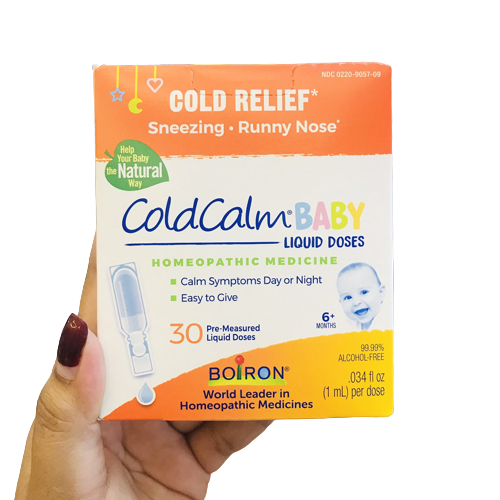 NDC 0220-9057-09
COLD RELIEF*
Sneezing • Runny Nose*
Help
Your Baby
the Natural
Way
ColdCalm® BABY
LIQUID DOSES
HOMEOPATHIC MEDICINE
Calm Symptoms Day or Night
Easy to Give
6+
MONTHS
30 Pre-Measured
Liquid Doses
99.99%
ALCOHOL-FREE
BOIRON®
.034 fl oz
(1 mL) per dose
World Leader in
Homeopathic Medicines